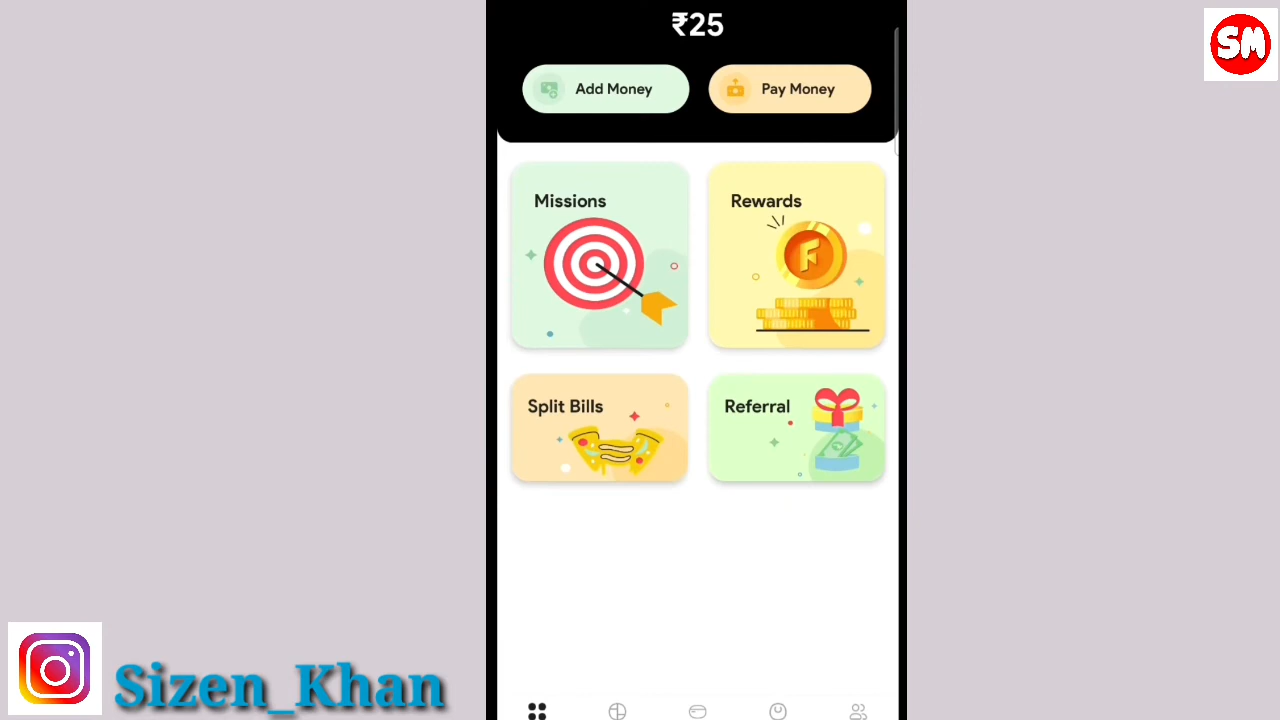 ₹25
SM
Add Money
Pay Money
Missions
Rewards
F
Split Bills
Referral
Sizen_Khan